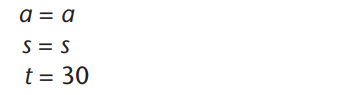 a = a
s = s
t = 30